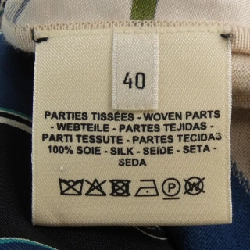 40
PARTIES TISSÉES - WOVEN PARTS
- WEBTEILE - PARTES TEJIDAS -
PARTI TESSUTE - PARTES TECIDAS
100% SOIE - SILK - SEIDE - SETA -
SEDA